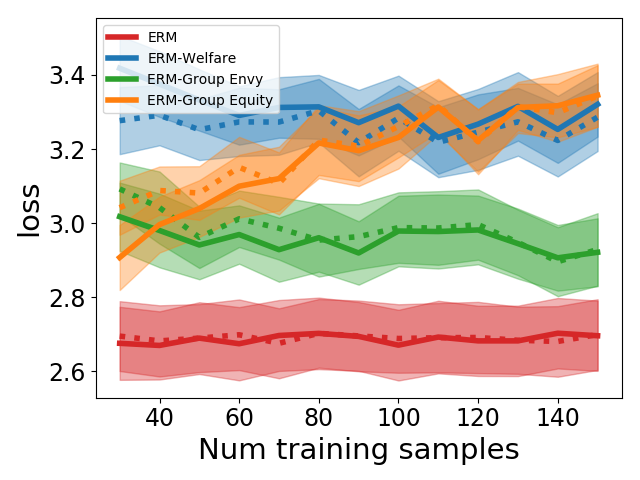 ERM
ERM-Welfare
ERM-Group Envy
ERM-Group Equity
loss
3.4
3.2
3.0
2.8
2.6
40 60 80 100 120 140
Num training samples